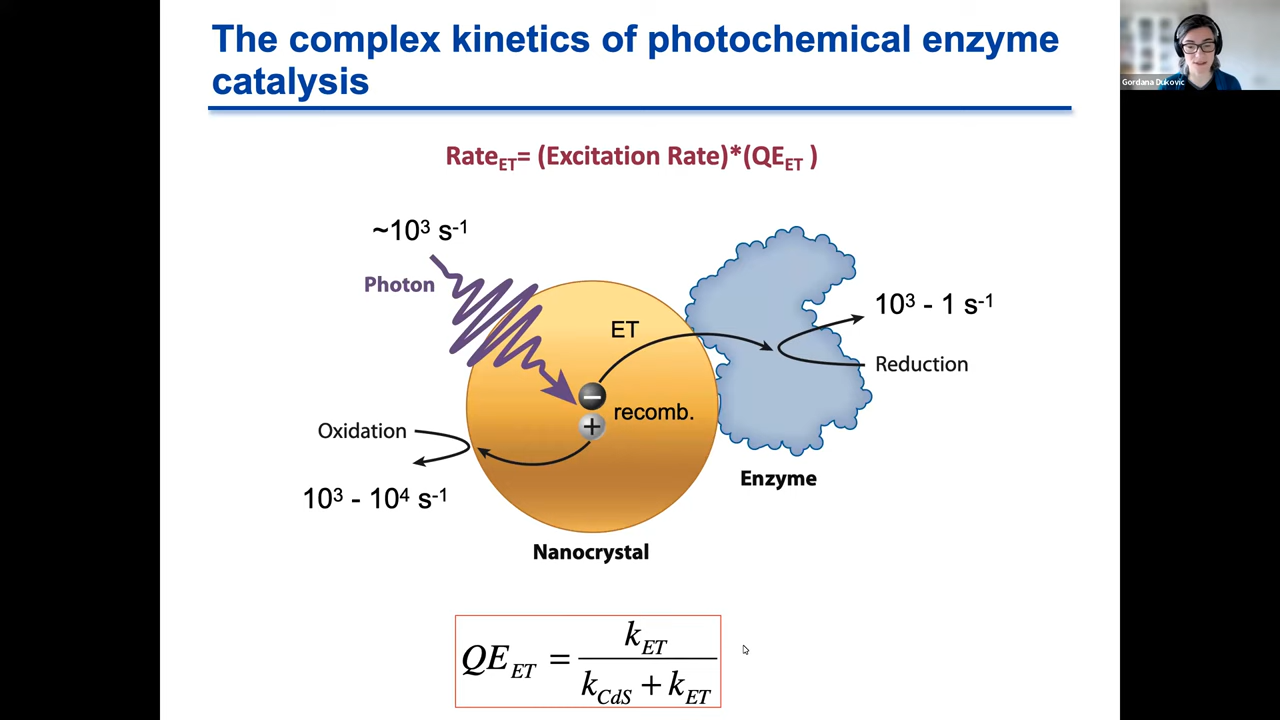 The complex kinetics of photochemical enzyme
catalysis
Gordana Dukovic
Rate_ET= (Excitation Rate)*(QE_ET )
~10³ s⁻¹
Photon
ET
10³ - 1 s⁻¹
Reduction
recomb.
Oxidation
10³ - 10⁴ s⁻¹
Enzyme
Nanocrystal
QE_ET = k_ET / (k_CdS + k_ET)